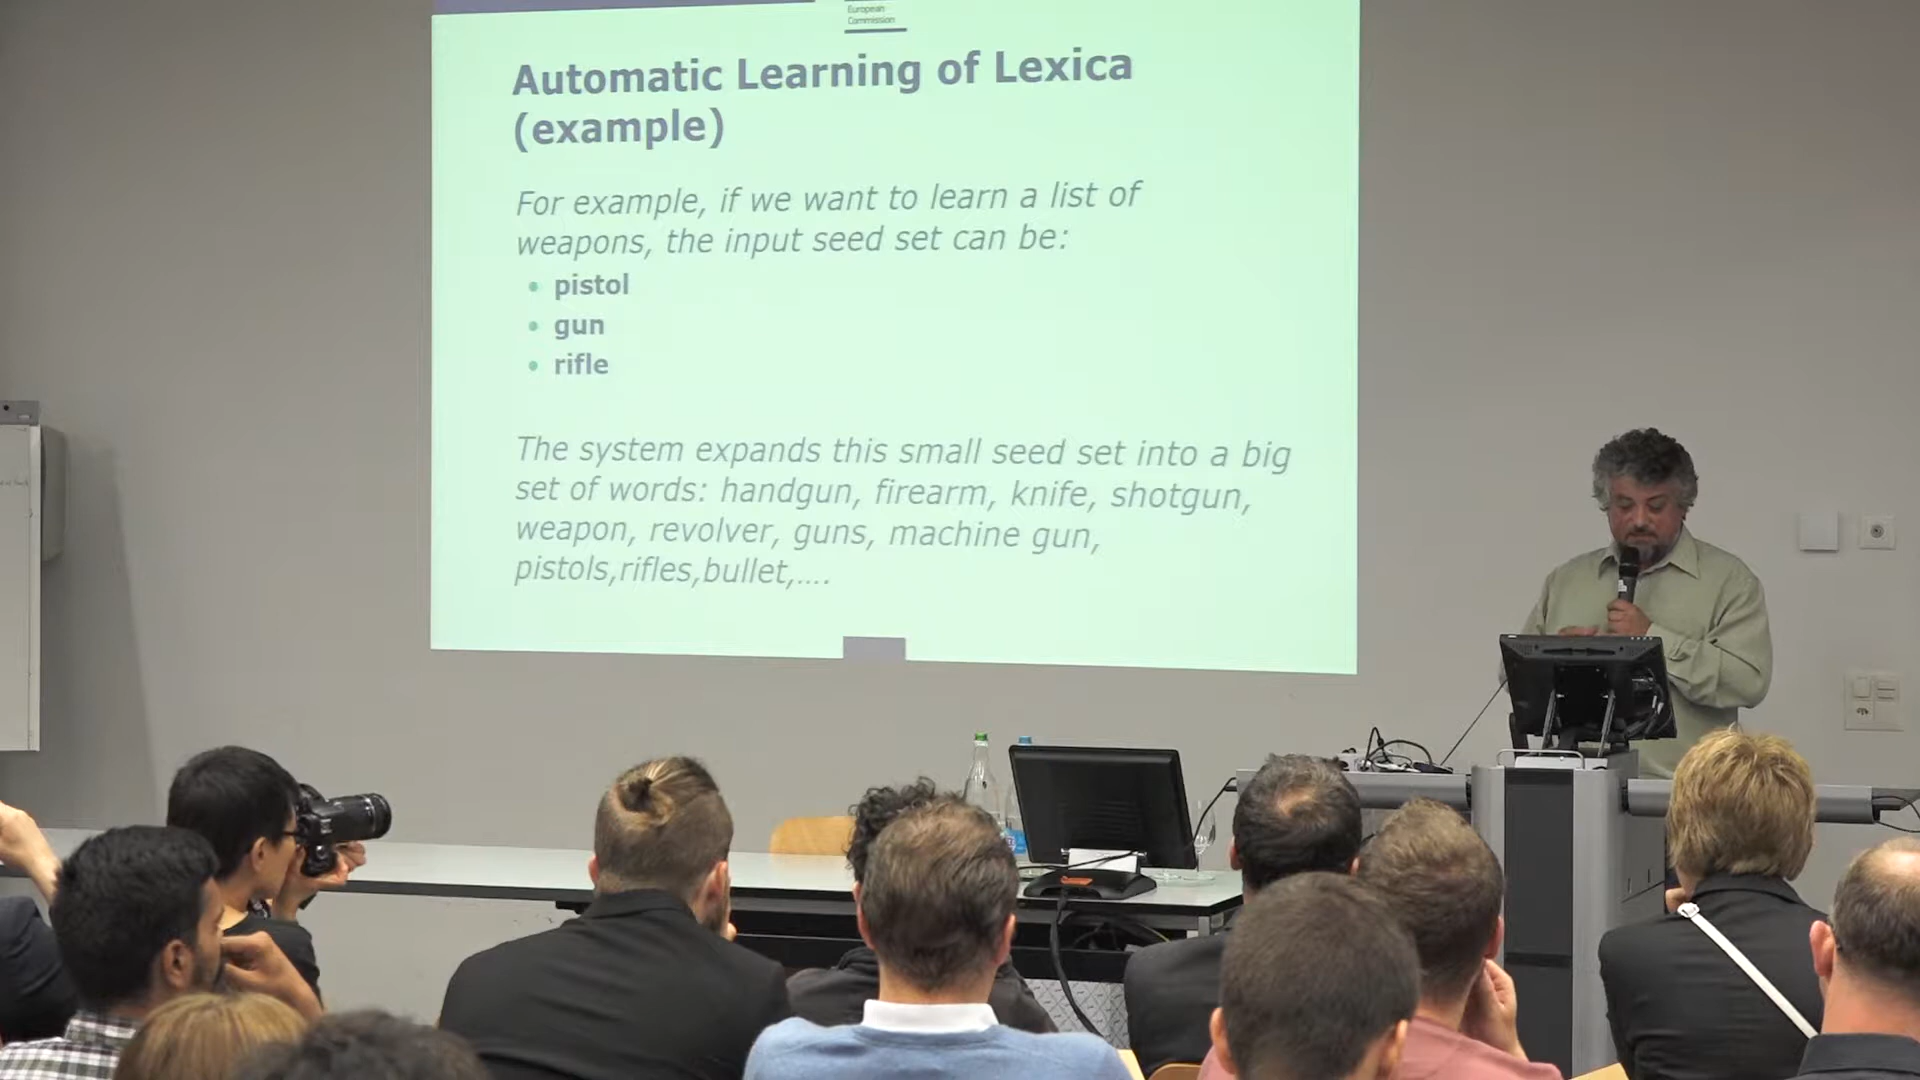 European
Commission
Automatic Learning of Lexica
(example)
For example, if we want to learn a list of
weapons, the input seed set can be:
• pistol
• gun
• rifle
The system expands this small seed set into a big
set of words: handgun, firearm, knife, shotgun,
weapon, revolver, guns, machine gun,
pistols,rifles,bullet,....